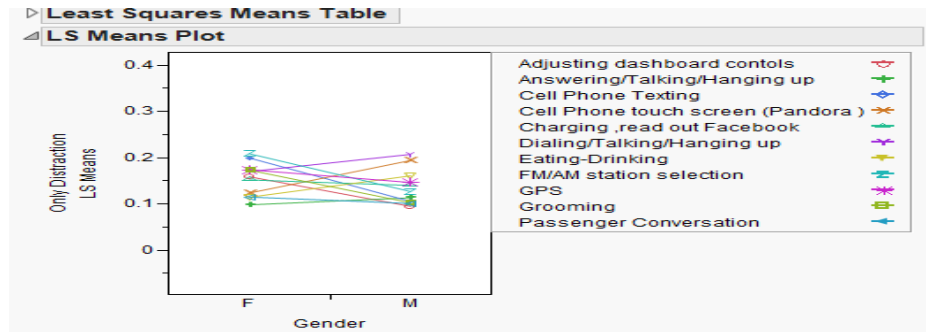 Least Squares Means Table
LS Means Plot
0.4
0.3
0.2
0.1
0
Only Distraction
LS Means
F
M
Gender
Adjusting dashboard contols
Answering/Talking/Hanging up
Cell Phone Texting
Cell Phone touch screen (Pandora )
Charging ,read out Facebook
Dialing/Talking/Hanging up
Eating-Drinking
FM/AM station selection
GPS
Grooming
Passenger Conversation